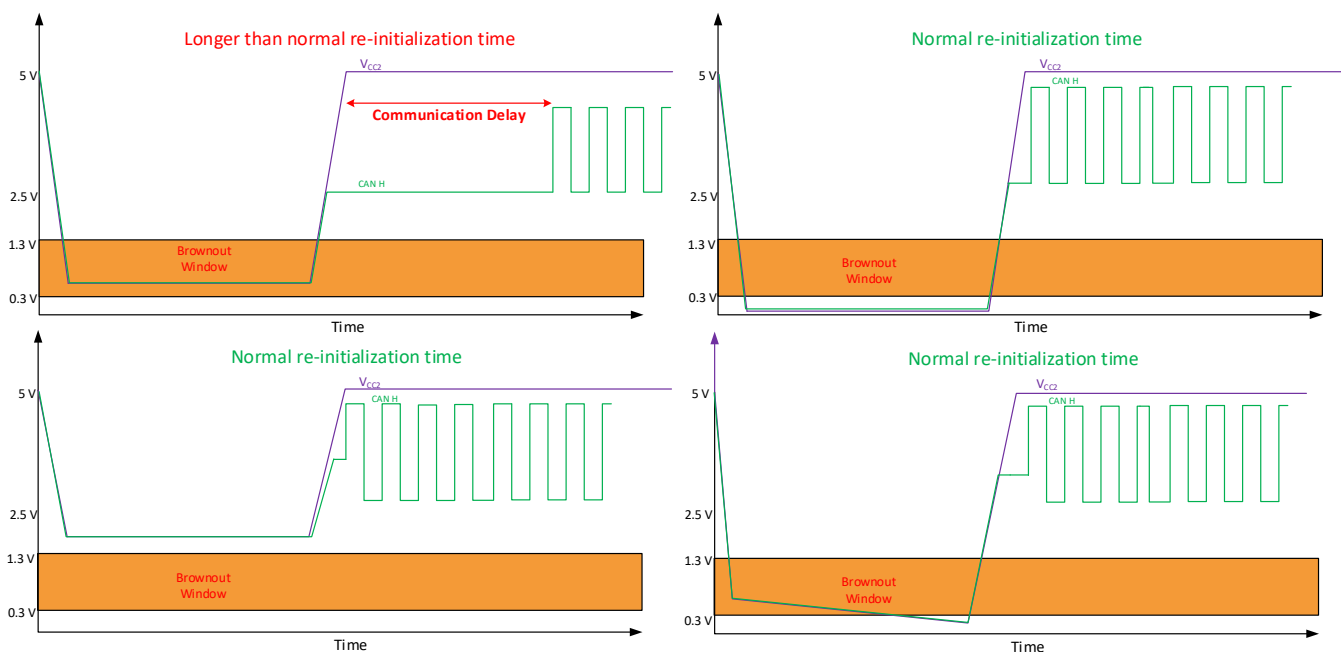 Longer than normal re-initialization time
5 V
VCC2
Communication Delay
CAN H
2.5 V
1.3 V
Brownout
Window
0.3 V
Time
Normal re-initialization time
5 V
VCC2
CAN H
2.5 V
1.3 V
Brownout
Window
0.3 V
Time
Normal re-initialization time
5 V
VCC2
CAN H
2.5 V
1.3 V
Brownout
Window
0.3 V
Time
Normal re-initialization time
5 V
VCC2
CAN H
2.5 V
1.3 V
Brownout
Window
0.3 V
Time